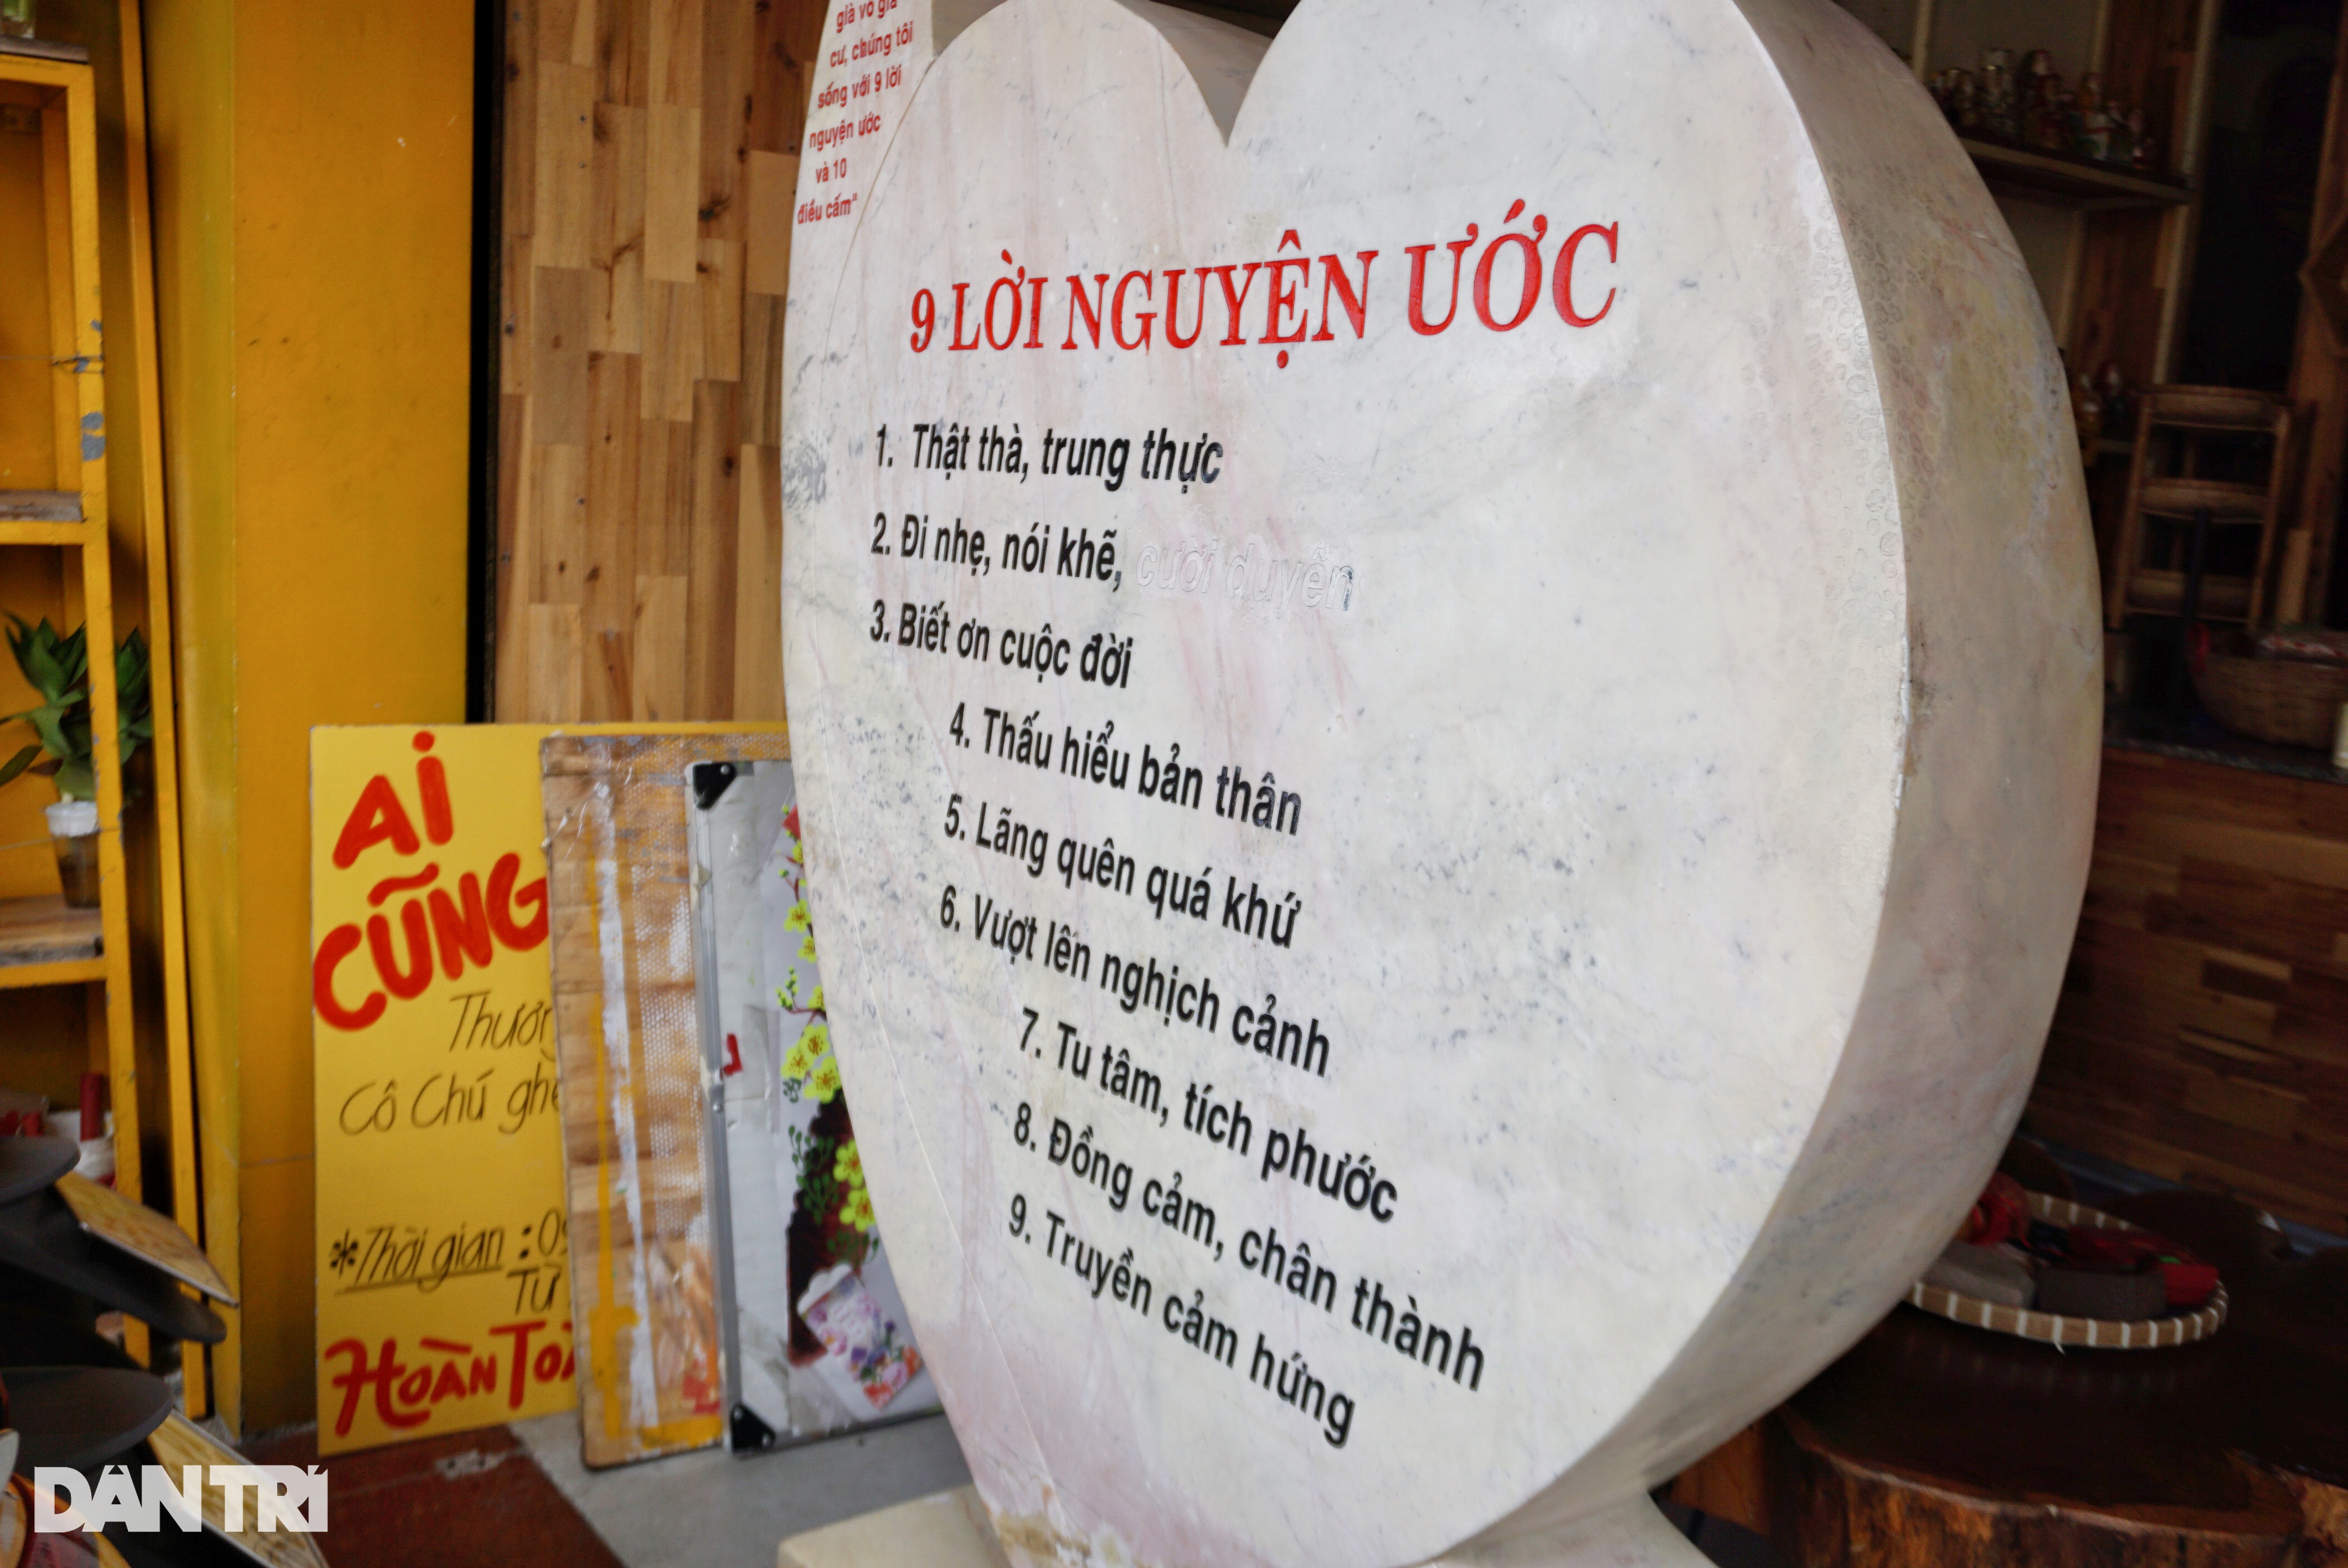 già vô gia
cư, chúng tôi
sống với 9 lời
nguyện ước
và 10
điều cấm"
9 LỜI NGUYỆN ƯỚC
1. Thật thà, trung thực
2. Đi nhẹ, nói khẽ, cười duyên
3. Biết ơn cuộc đời
4. Thấu hiểu bản thân
5. Lãng quên quá khứ
6. Vượt lên nghịch cảnh
7. Tu tâm, tích phước
8. Đồng cảm, chân thành
9. Truyền cảm hứng
AI
CŨNG
Cô Chú
*Thời gian :
Từ
HOÀN
DÂN TRÍ